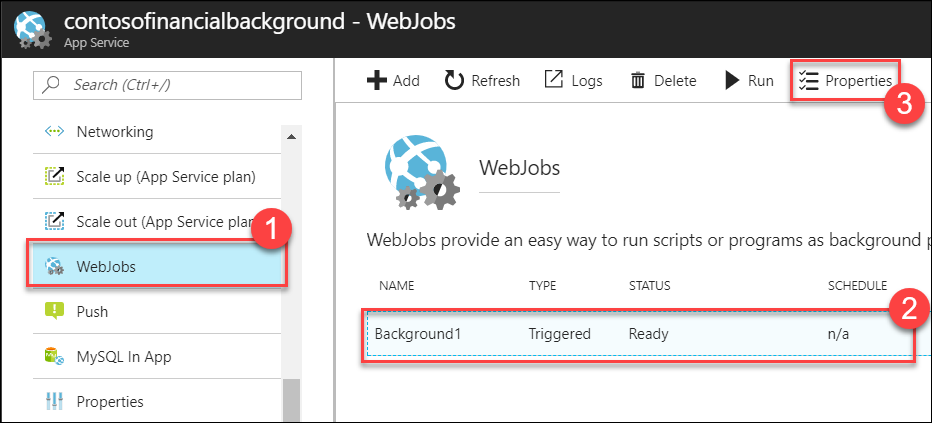 contosofinancialbackground - WebJobs
App Service
Search (Ctrl+/)
Networking
Scale up (App Service plan)
Scale out (App Service plan
1
WebJobs
Push
MySQL In App
Properties
Add Refresh Logs Delete Run Properties
3
WebJobs
WebJobs provide an easy way to run scripts or programs as background
NAME TYPE STATUS SCHEDULE
2
Background1 Triggered Ready n/a